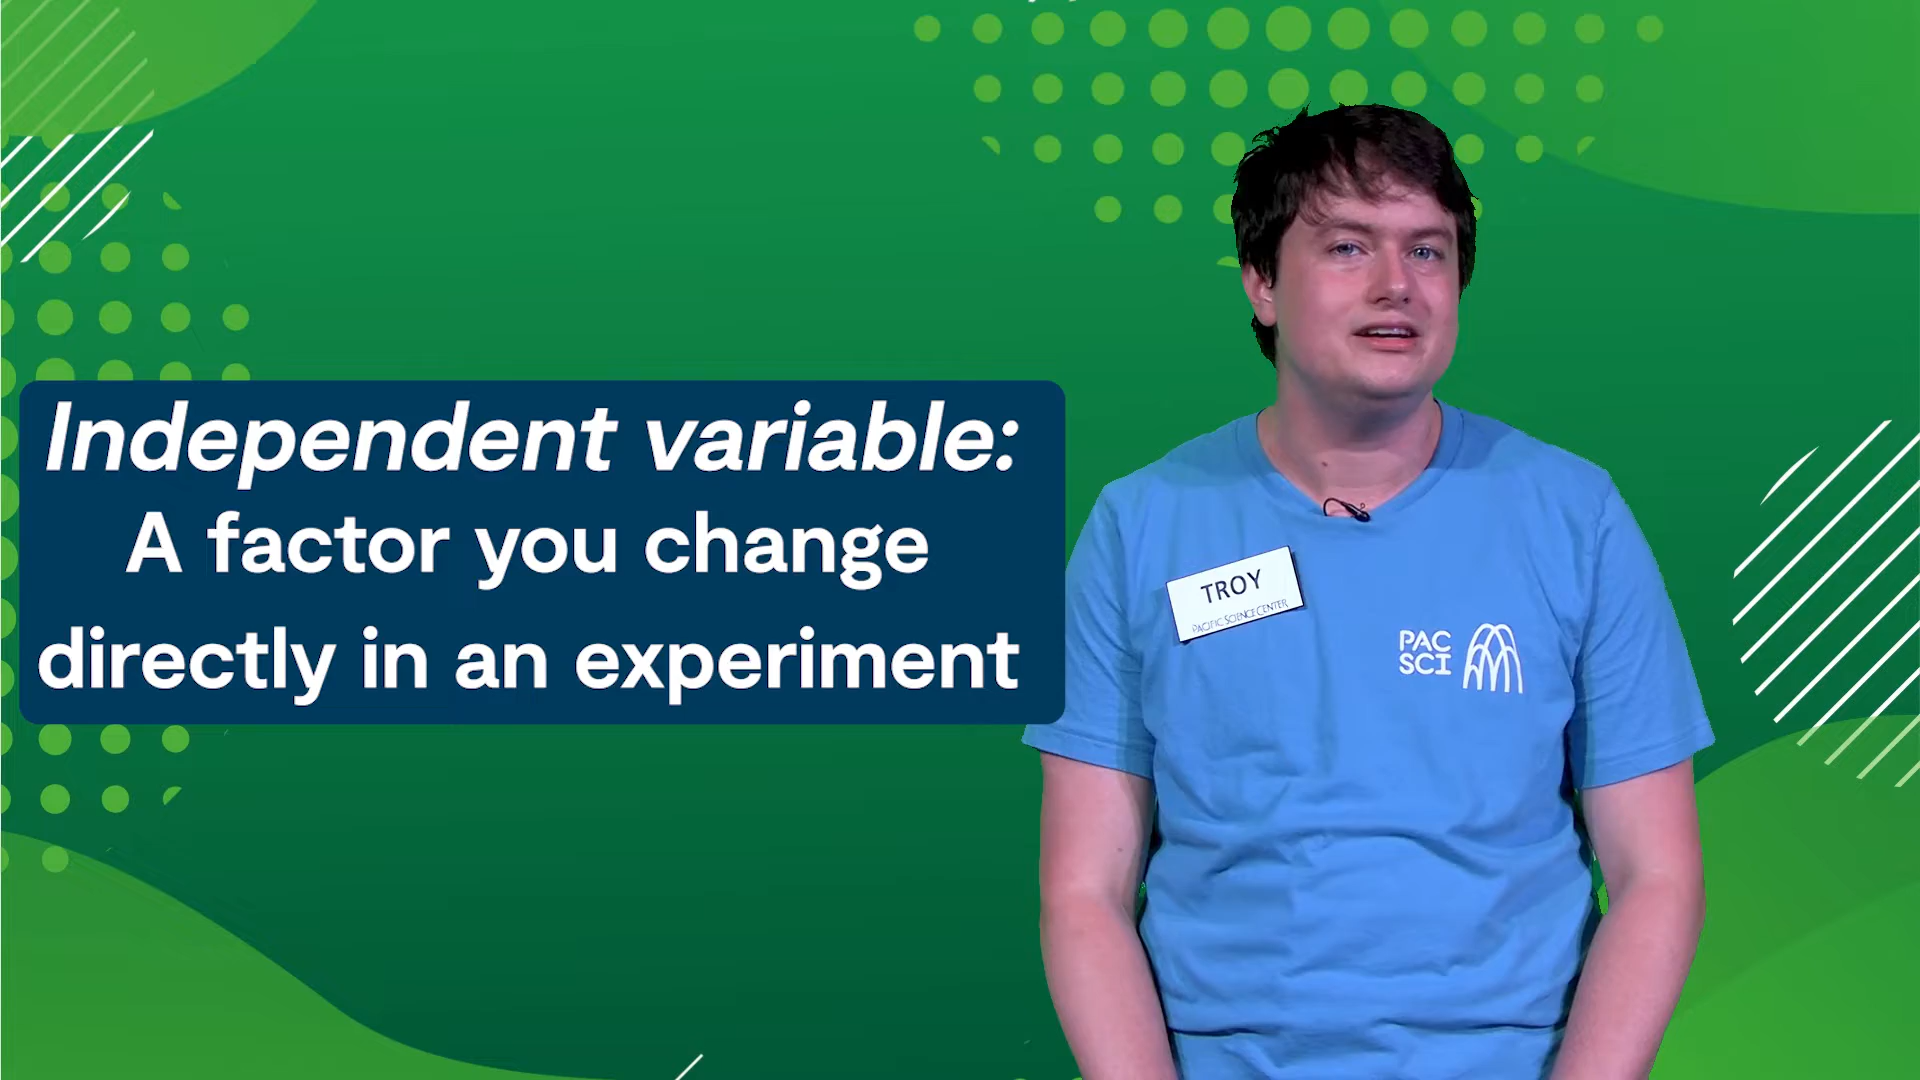 Independent variable:
A factor you change
directly in an experiment
TROY
PACIFIC SCIENCE CENTER
PAC
SCI